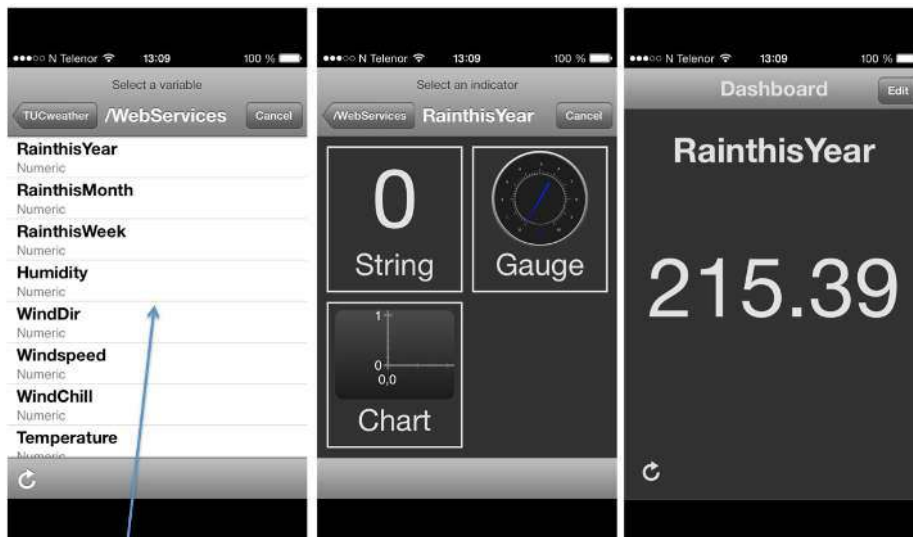 N Telenor 13:09 100 %
Select a variable
TUCweather /WebServices Cancel
RainthisYear
Numeric
RainthisMonth
Numeric
RainthisWeek
Numeric
Humidity
Numeric
WindDir
Numeric
Windspeed
Numeric
WindChill
Numeric
Temperature
Numeric
N Telenor 13:09 100 %
Select an indicator
/WebServices RainthisYear Cancel
0
String
Gauge
1
0
0,0
Chart
N Telenor 13:09 100 %
Dashboard Edit
RainthisYear
215.39